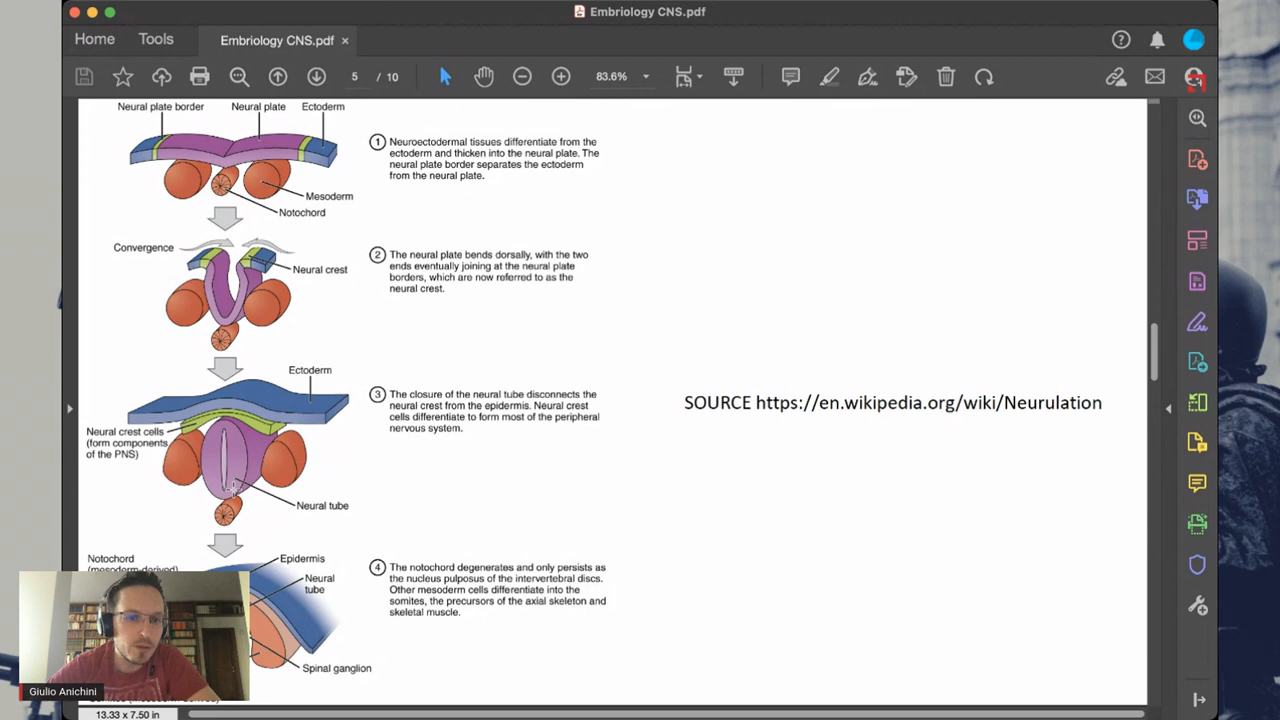 Embriology CNS.pdf
Home
Tools
Embriology CNS.pdf ×
5 / 10
83.6%
Neural plate border
Neural plate
Ectoderm
Mesoderm
Notochord
1 Neuroectodermal tissues differentiate from the
ectoderm and thicken into the neural plate. The
neural plate border separates the ectoderm
from the neural plate.
Convergence
Neural crest
2 The neural plate bends dorsally, with the two
ends eventually joining at the neural plate
borders, which are now referred to as the
neural crest.
Ectoderm
Neural crest cells
(form components
of the PNS)
Neural tube
3 The closure of the neural tube disconnects the
neural crest from the epidermis. Neural crest
cells differentiate to form most of the peripheral
nervous system.
SOURCE https://en.wikipedia.org/wiki/Neurulation
Notochord
(mesoderm-derived)
Epidermis
Neural
tube
Spinal ganglion
4 The notochord degenerates and only persists as
the nucleus pulposus of the intervertebral discs.
Other mesoderm cells differentiate into the
somites, the precursors of the axial skeleton and
skeletal muscle.
Giulio Anichini
13.33 x 7.50 in